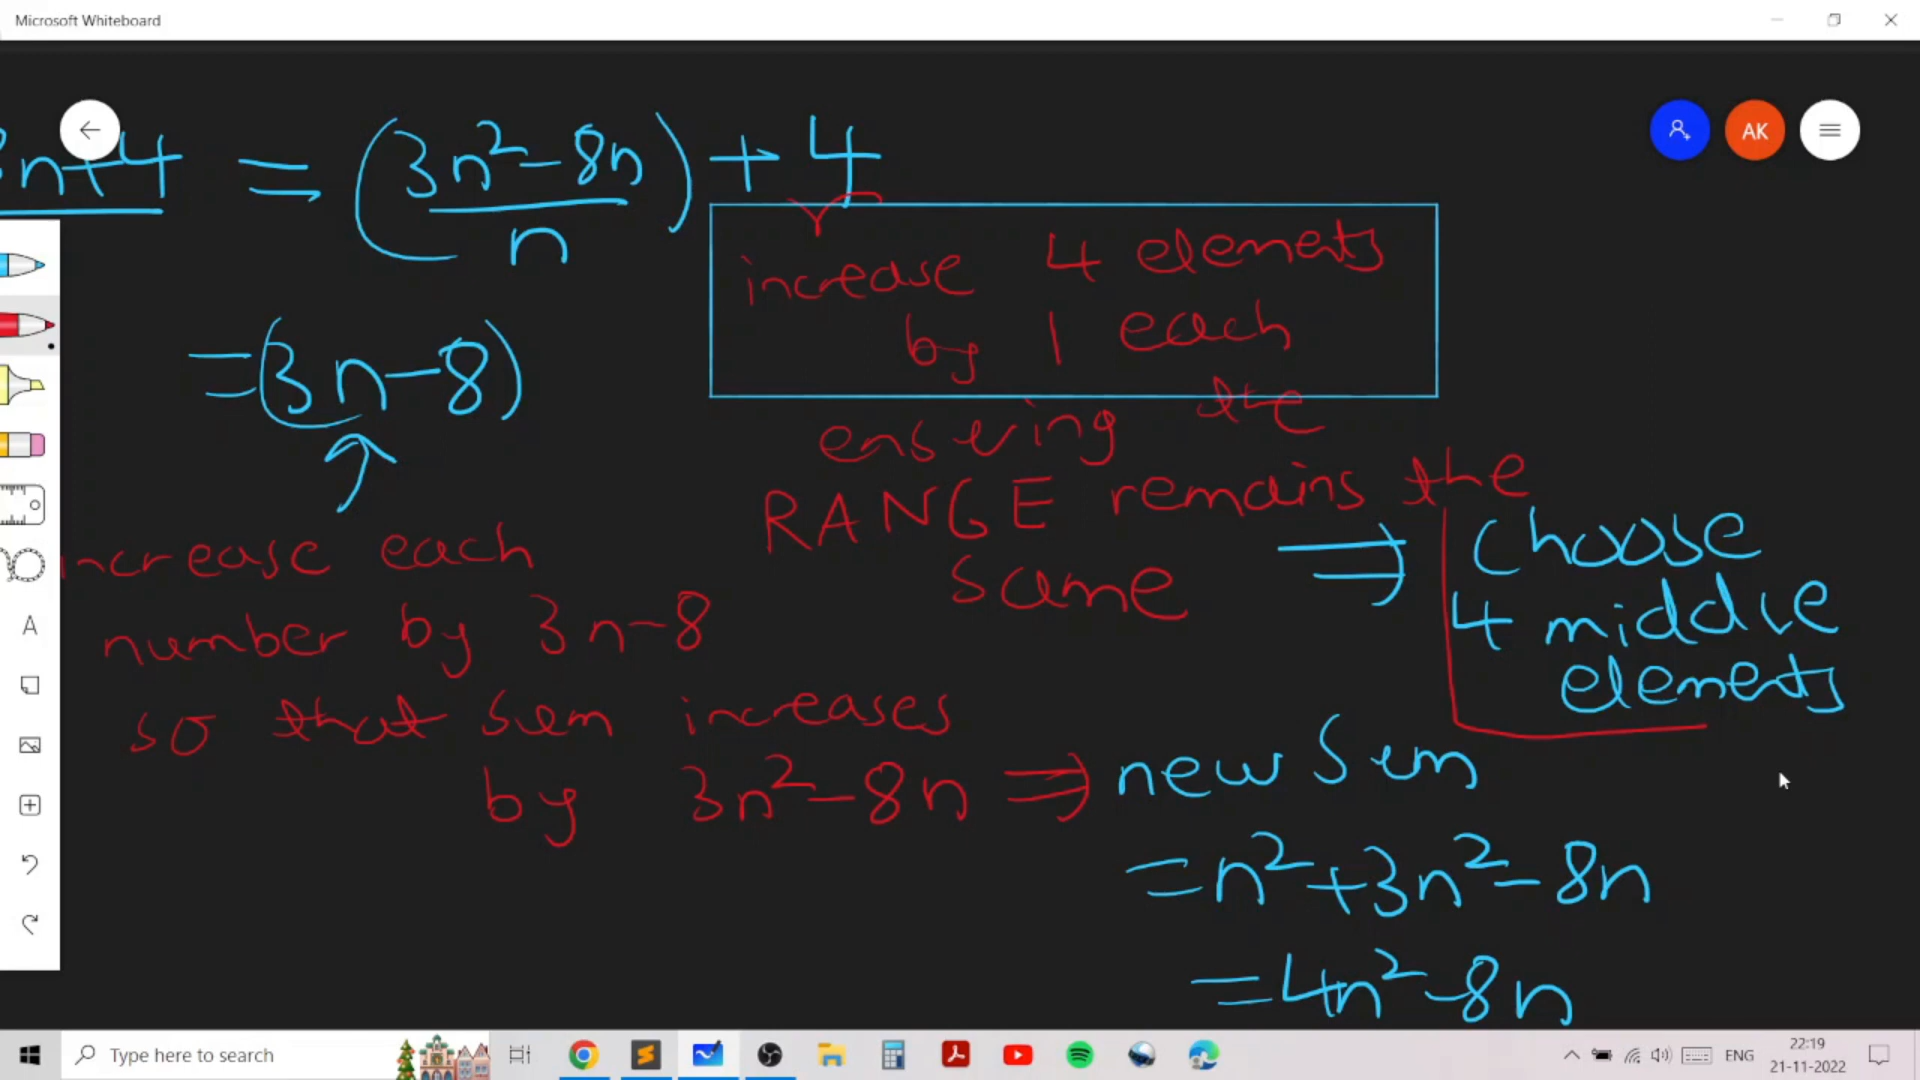 Microsoft Whiteboard
3n+4 = (3n²-8n) + 4
n
AK
increase 4 elements
by 1 each
=(3n-8)
ensuring the
RANGE remains the
same
⇒ Choose
4 middle
elements
increase each
number by 3n-8
so that sum increases
by 3n²-8n ⇒ new Sum
= n²+3n²-8n
= 4n²-8n
A
Type here to search
ENG
22:19
21-11-2022